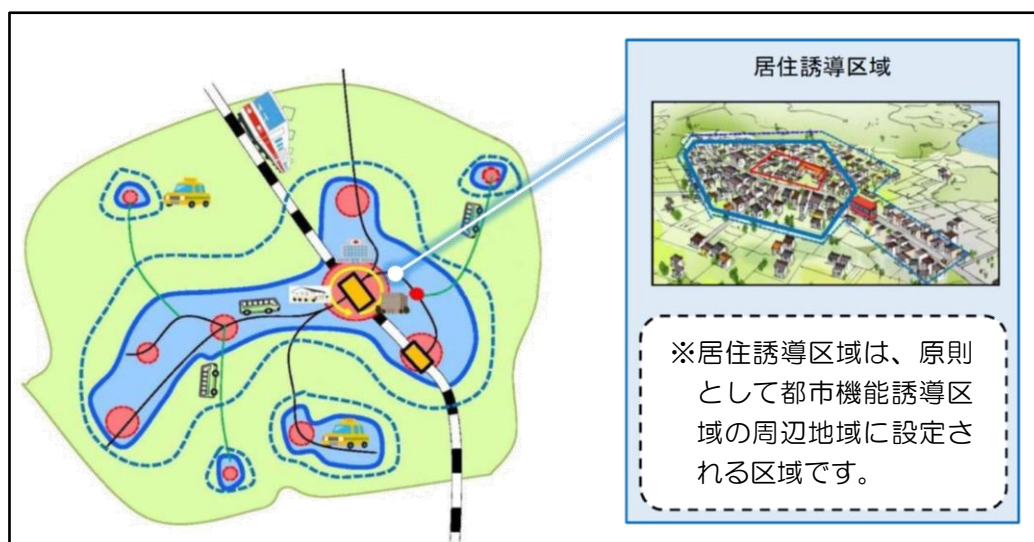 居住誘導区域
※居住誘導区域は、原則
として都市機能誘導区
域の周辺地域に設定さ
れる区域です。